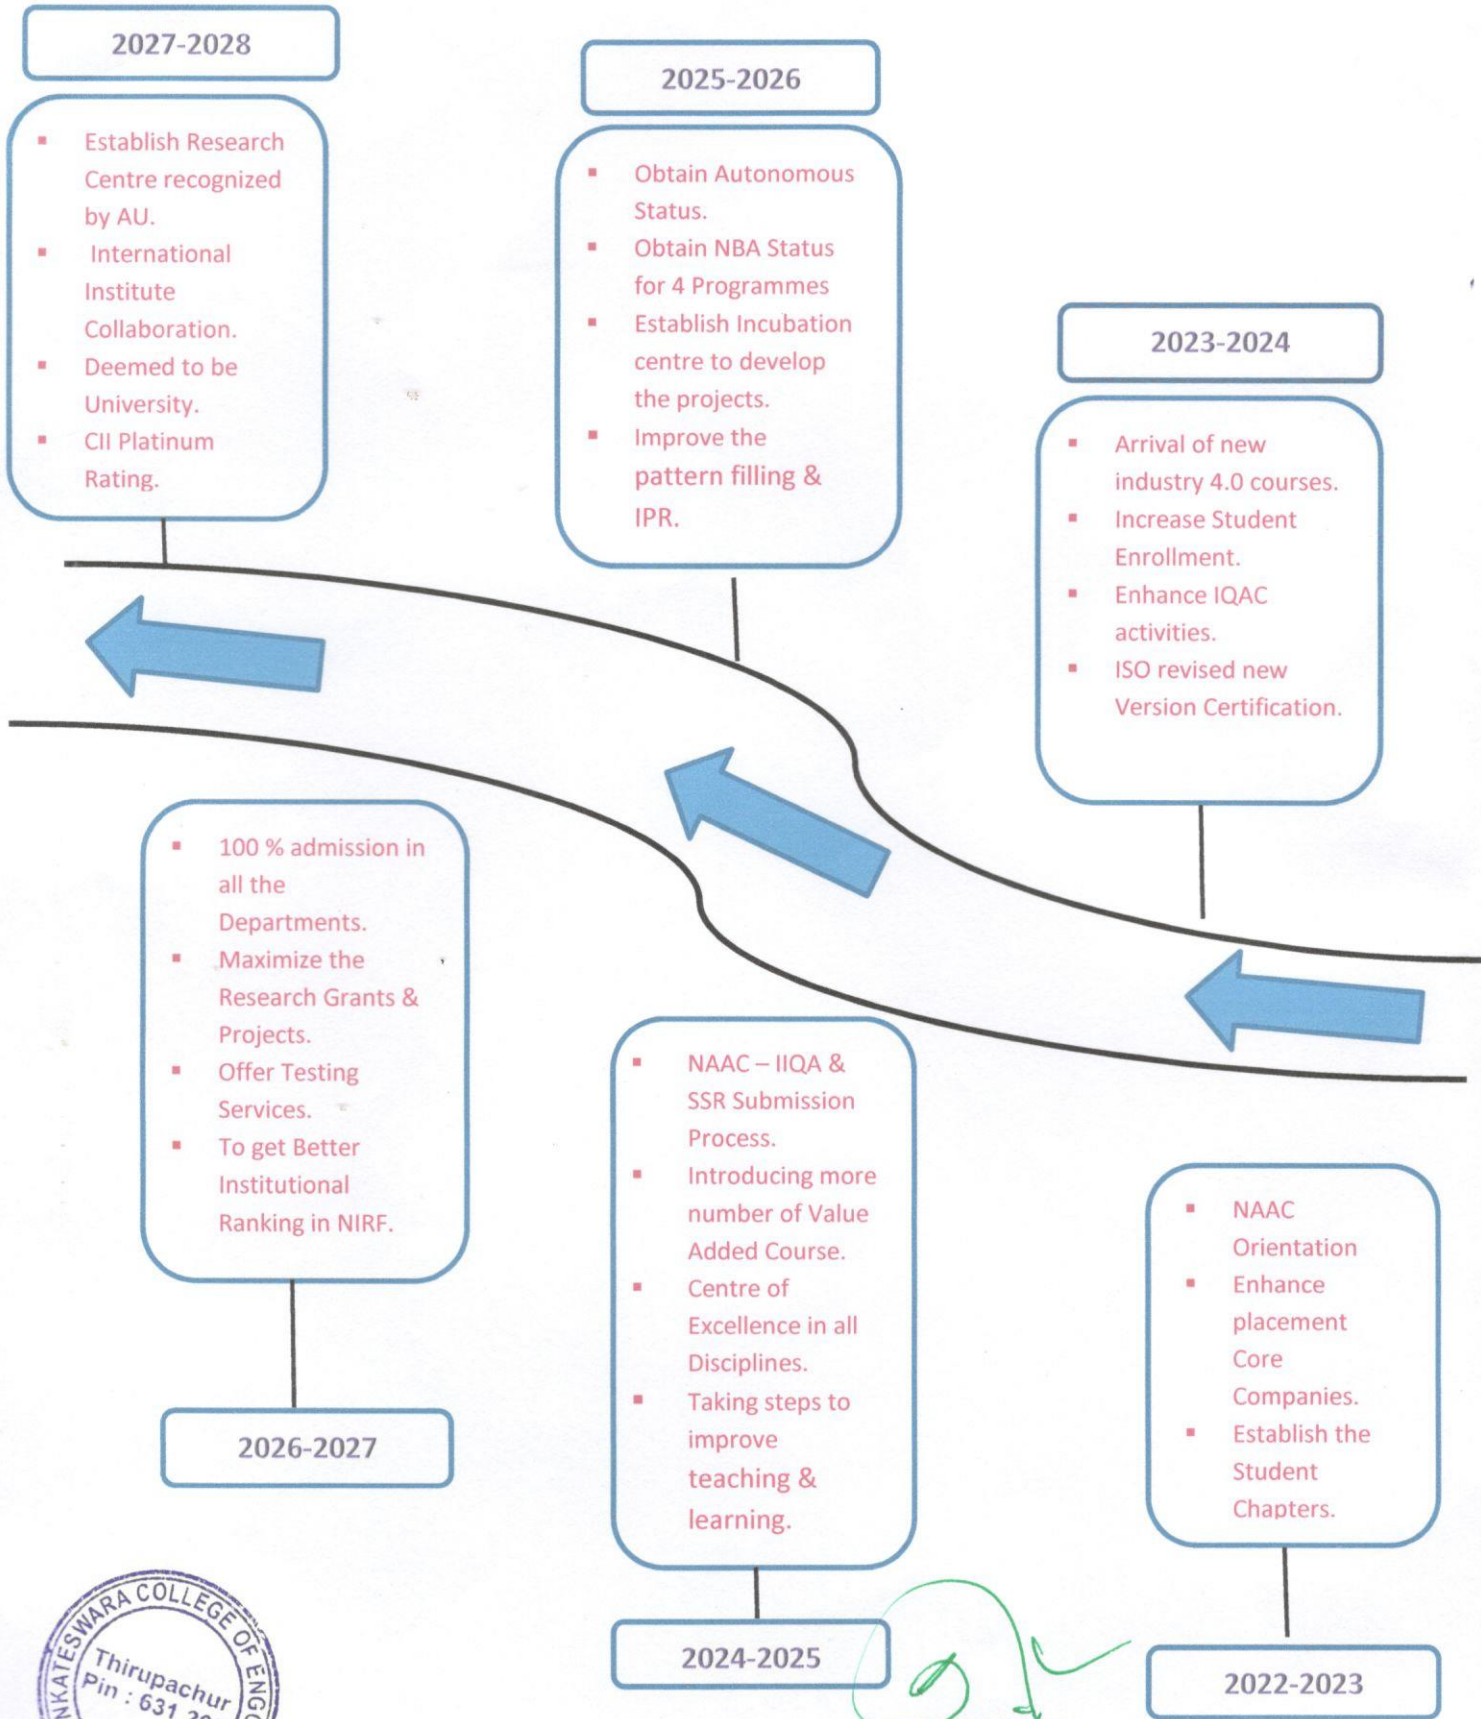 2027-2028
▪ Establish Research
Centre recognized
by AU.
▪ International
Institute
Collaboration.
▪ Deemed to be
University.
▪ CII Platinum
Rating.
2025-2026
▪ Obtain Autonomous
Status.
▪ Obtain NBA Status
for 4 Programmes
▪ Establish Incubation
centre to develop
the projects.
▪ Improve the
pattern filling &
IPR.
2023-2024
▪ Arrival of new
industry 4.0 courses.
▪ Increase Student
Enrollment.
▪ Enhance IQAC
activities.
▪ ISO revised new
Version Certification.
▪ 100 % admission in
all the
Departments.
▪ Maximize the
Research Grants &
Projects.
▪ Offer Testing
Services.
▪ To get Better
Institutional
Ranking in NIRF.
2026-2027
▪ NAAC – IIQA &
SSR Submission
Process.
▪ Introducing more
number of Value
Added Course.
▪ Centre of
Excellence in all
Disciplines.
▪ Taking steps to
improve
teaching &
learning.
2024-2025
▪ NAAC
Orientation
▪ Enhance
placement
Core
Companies.
▪ Establish the
Student
Chapters.
2022-2023
COLLEGE OF
Thirupachur
Pin : 631